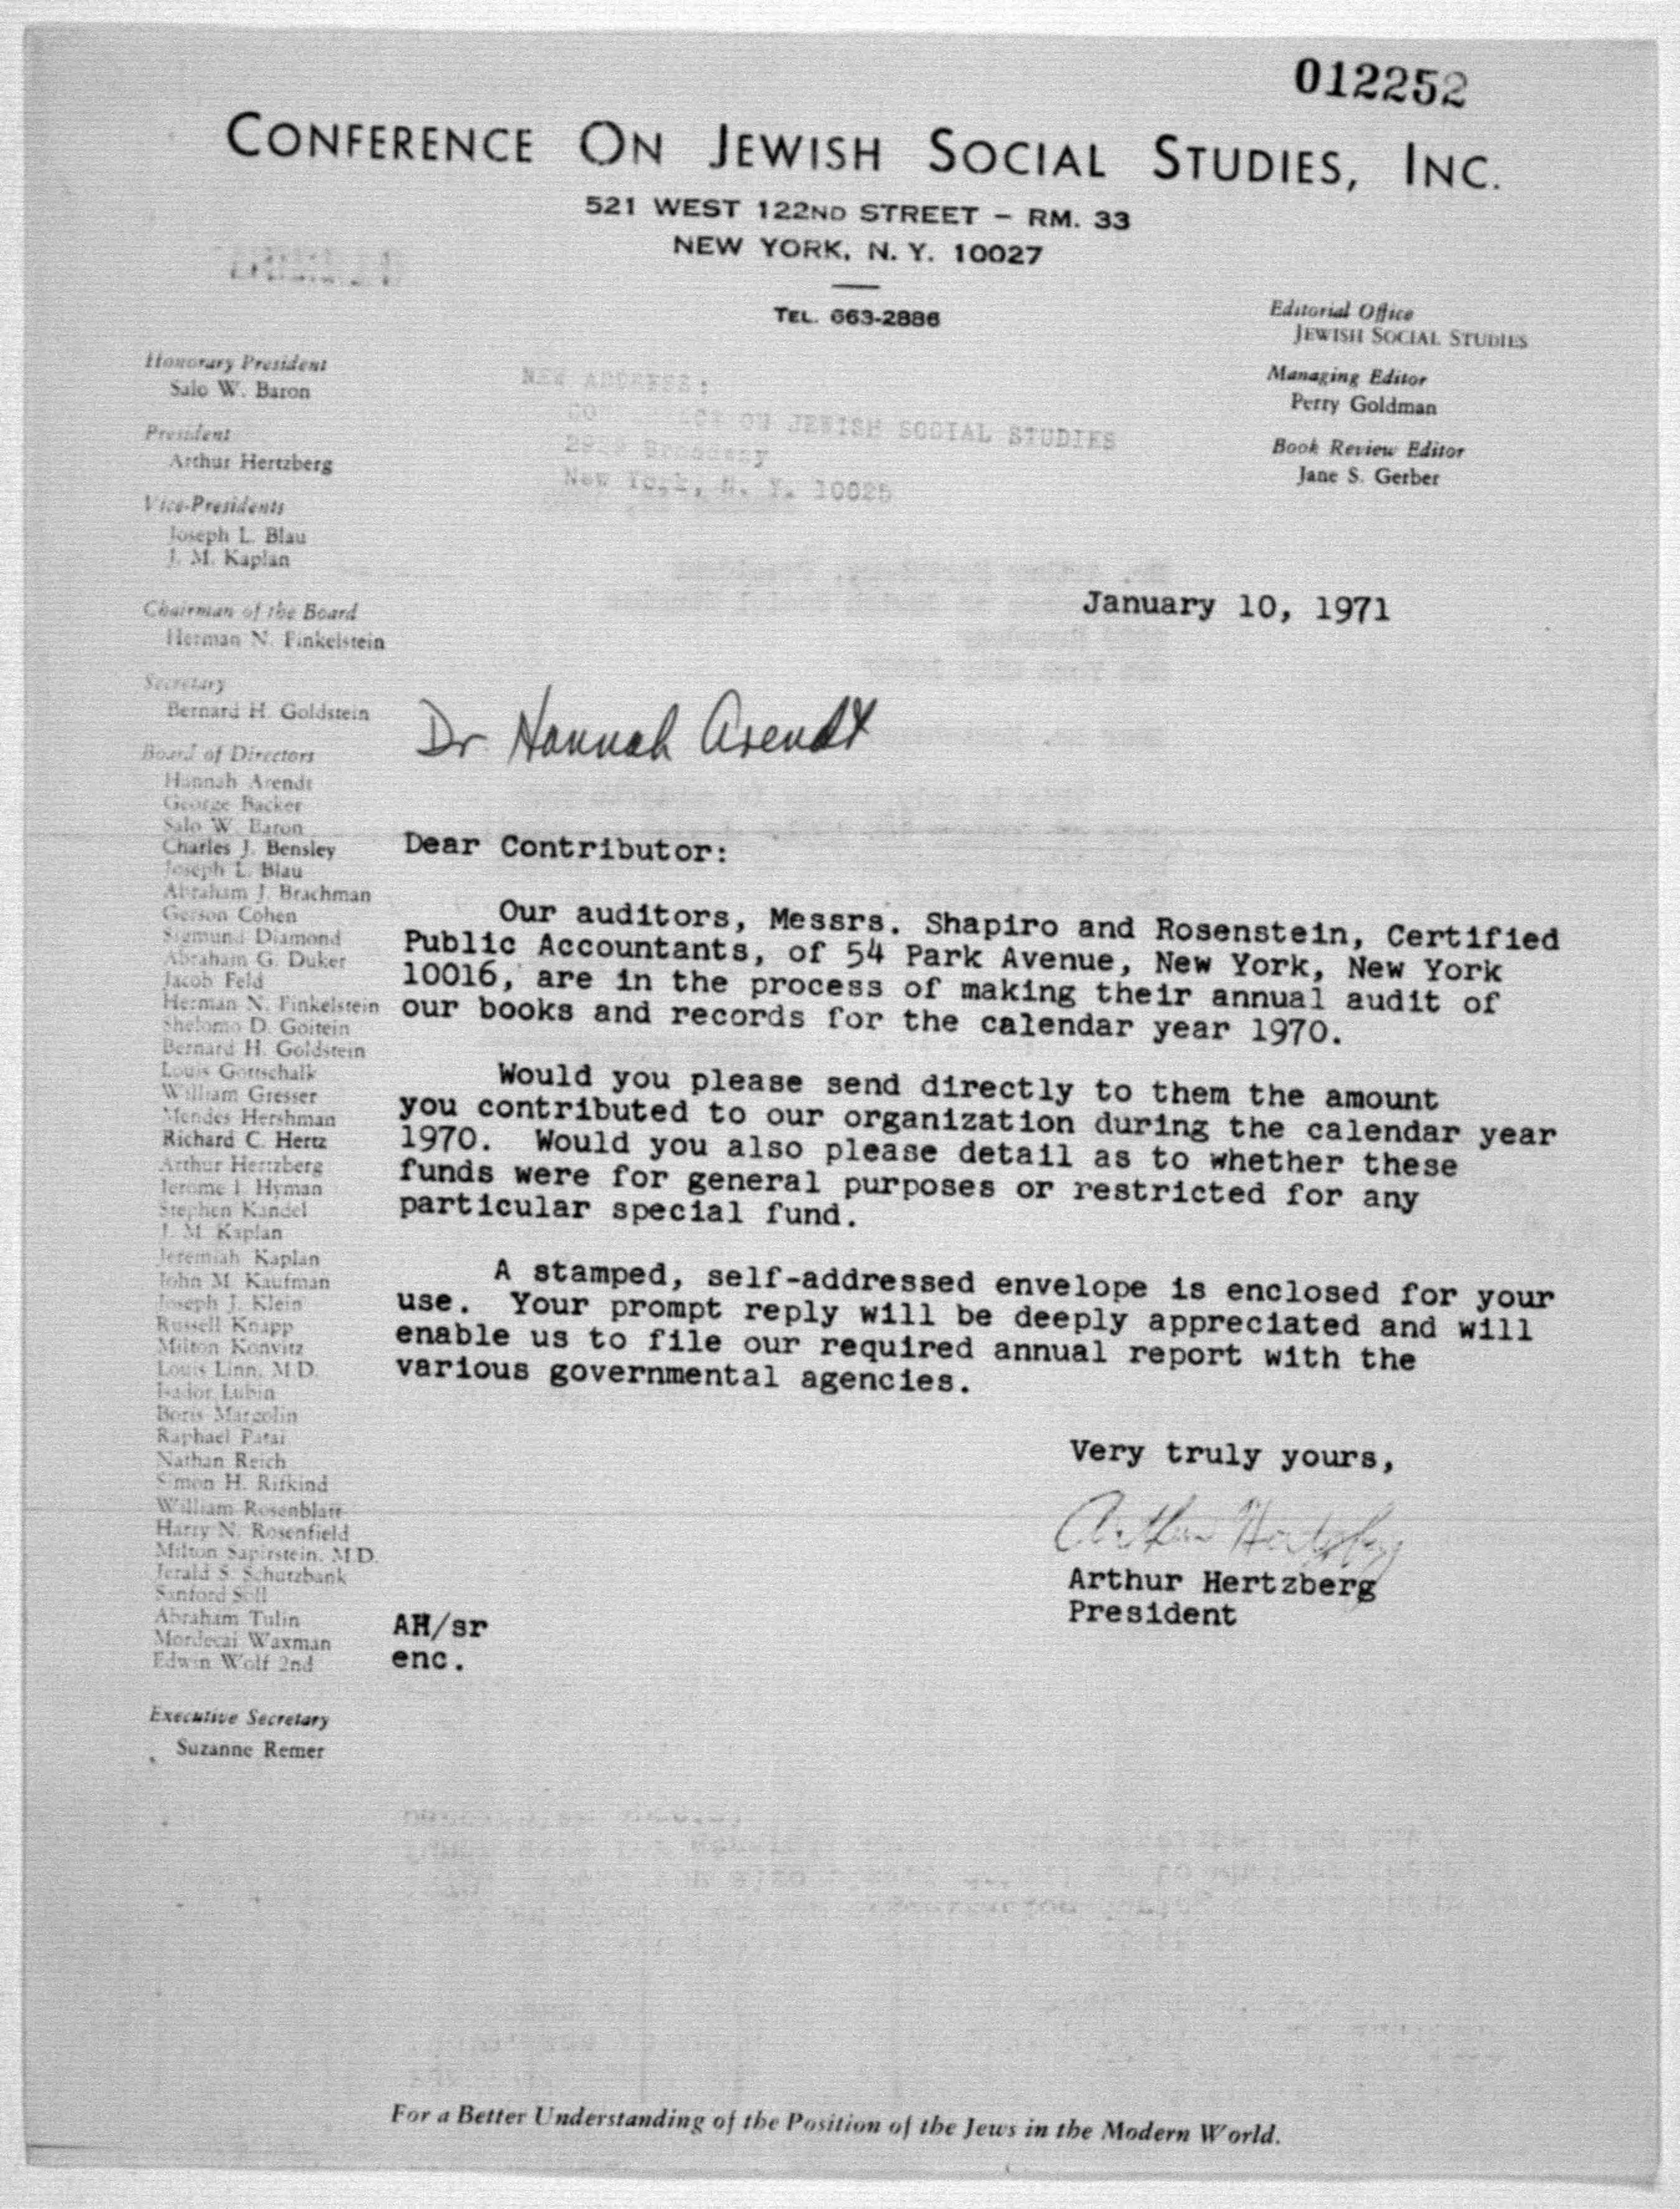 012252
CONFERENCE ON JEWISH SOCIAL STUDIES, INC.
521 WEST 122ND STREET – RM. 33
NEW YORK, N. Y. 10027
TEL. 663-2886
Editorial Office
JEWISH SOCIAL STUDIES
Managing Editor
Perry Goldman
Book Review Editor
Jane S. Gerber
NEW ADDRESS:
ON JEWISH SOCIAL STUDIES
Broadway
New York, N. Y. 10025
Honorary President
Salo W. Baron
President
Arthur Hertzberg
Vice-Presidents
Joseph L. Blau
J. M. Kaplan
Chairman of the Board
Herman N. Finkelstein
Secretary
Bernard H. Goldstein
Board of Directors
Hannah Arendt
George Backer
Salo W. Baron
Charles J. Bensley
Joseph L. Blau
Abraham J. Brachman
Gerson Cohen
Sigmund Diamond
Abraham G. Duker
Jacob Feld
Herman N. Finkelstein
Shelomo D. Goitein
Bernard H. Goldstein
Louis Gottschalk
William Gresser
Mendes Hershman
Richard C. Hertz
Arthur Hertzberg
Jerome I. Hyman
Stephen Kandel
J. M. Kaplan
Jeremiah Kaplan
John M. Kaufman
Joseph J. Klein
Russell Knapp
Milton Konvitz
Louis Linn, M.D.
Isador Lubin
Boris Margolin
Raphael Patai
Nathan Reich
Simon H. Rifkind
William Rosenblatt
Harry N. Rosenfield
Milton Sapirstein, M.D.
Jerald S. Schutzbank
Sanford Soll
Abraham Tulin
Mordecai Waxman
Edwin Wolf 2nd
Executive Secretary
Suzanne Remer
January 10, 1971
Dr Hannah Arendt
Dear Contributor:
Our auditors, Messrs. Shapiro and Rosenstein, Certified
Public Accountants, of 54 Park Avenue, New York, New York
10016, are in the process of making their annual audit of
our books and records for the calendar year 1970.
Would you please send directly to them the amount
you contributed to our organization during the calendar year
1970. Would you also please detail as to whether these
funds were for general purposes or restricted for any
particular special fund.
A stamped, self-addressed envelope is enclosed for your
use. Your prompt reply will be deeply appreciated and will
enable us to file our required annual report with the
various governmental agencies.
Very truly yours,
Arthur Hertzberg
Arthur Hertzberg
President
AH/sr
enc.
For a Better Understanding of the Position of the Jews in the Modern World.